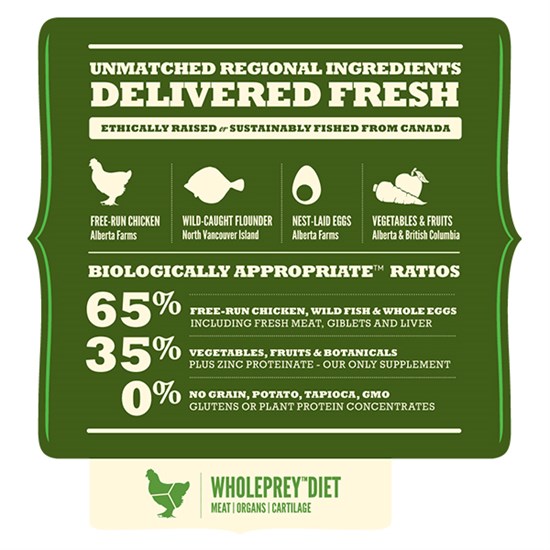 UNMATCHED REGIONAL INGREDIENTS
DELIVERED FRESH
ETHICALLY RAISED or SUSTAINABLY FISHED FROM CANADA
FREE-RUN CHICKEN
Alberta Farms
WILD-CAUGHT FLOUNDER
North Vancouver Island
NEST-LAID EGGS
Alberta Farms
VEGETABLES & FRUITS
Alberta & British Columbia
BIOLOGICALLY APPROPRIATE™ RATIOS
65% FREE-RUN CHICKEN, WILD FISH & WHOLE EGGS
INCLUDING FRESH MEAT, GIBLETS AND LIVER
35% VEGETABLES, FRUITS & BOTANICALS
PLUS ZINC PROTEINATE - OUR ONLY SUPPLEMENT
0% NO GRAIN, POTATO, TAPIOCA, GMO
GLUTENS OR PLANT PROTEIN CONCENTRATES
WHOLEPREY™DIET
MEAT | ORGANS | CARTILAGE